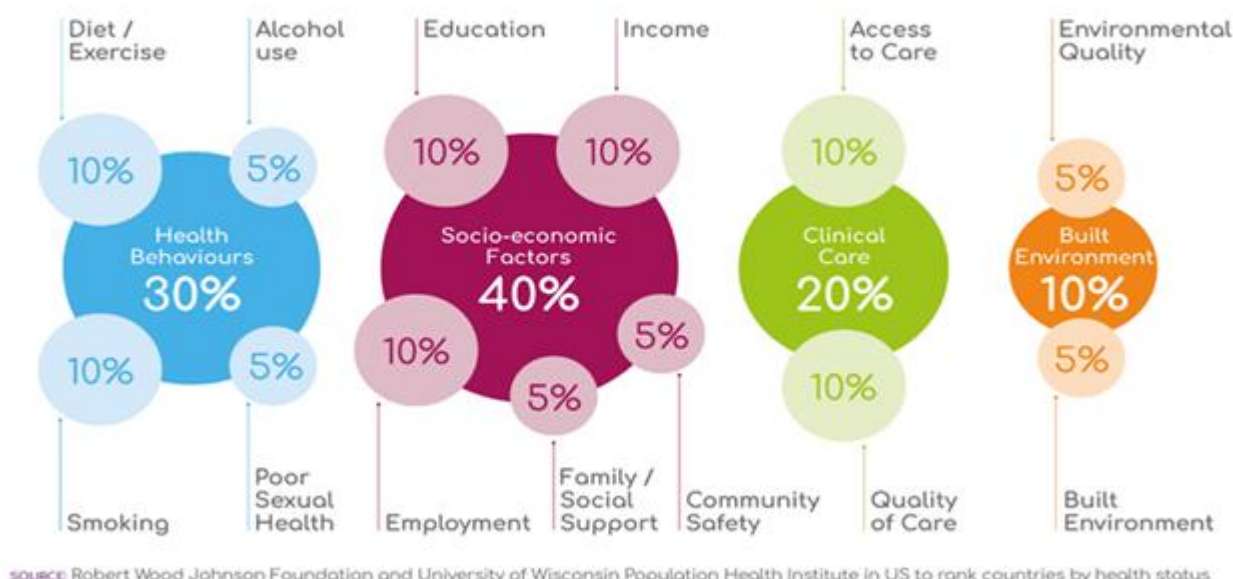 Diet /
Exercise
Alcohol
use
Education
Income
Access
to Care
Environmental
Quality
10%
5%
10%
10%
10%
5%
Health
Behaviours
30%
Socio-economic
Factors
40%
Clinical
Care
20%
Built
Environment
10%
10%
5%
10%
5%
5%
10%
5%
Smoking
Poor
Sexual
Health
Employment
Family /
Social
Support
Community
Safety
Quality
of Care
Built
Environment
SOURCE: Robert Wood Johnson Foundation and University of Wisconsin Population Health Institute in US to rank countries by health status